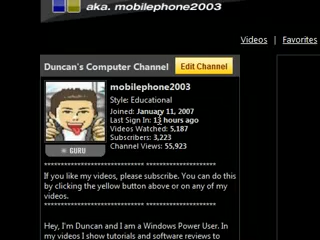 aka. mobilephone2003
Videos | Favorites
Duncan's Computer Channel Edit Channel
mobilephone2003
Style: Educational
Joined: January 11, 2007
Last Sign In: 13 hours ago
Videos Watched: 5,187
Subscribers: 3,223
Channel Views: 55,923
GURU
**************************** ********************
If you like my videos, please subscribe. You can do this
by clicking the yellow button above or on any of my
videos.
**************************** ********************
Hey, I'm Duncan and I am a Windows Power User. In
my videos I show tutorials and software reviews to